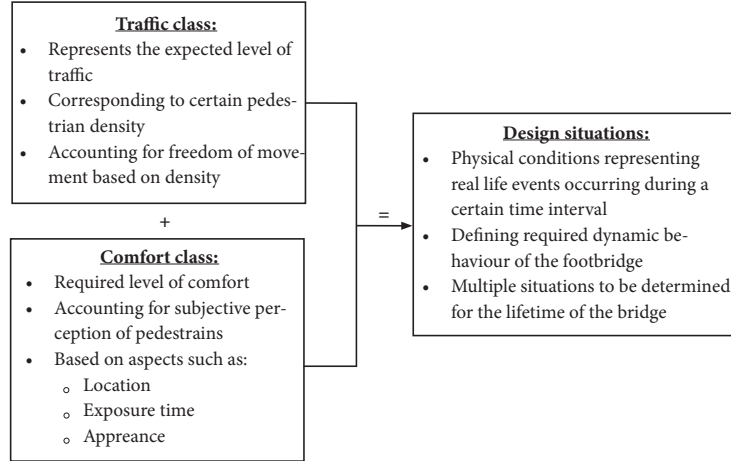 Traffic class:
• Represents the expected level of
traffic
• Corresponding to certain pedes-
trian density
• Accounting for freedom of move-
ment based on density
+
Comfort class:
• Required level of comfort
• Accounting for subjective per-
ception of pedestrains
• Based on aspects such as:
o Location
o Exposure time
o Appreance
=
Design situations:
• Physical conditions representing
real life events occurring during a
certain time interval
• Defining required dynamic be-
haviour of the footbridge
• Multiple situations to be determined
for the lifetime of the bridge